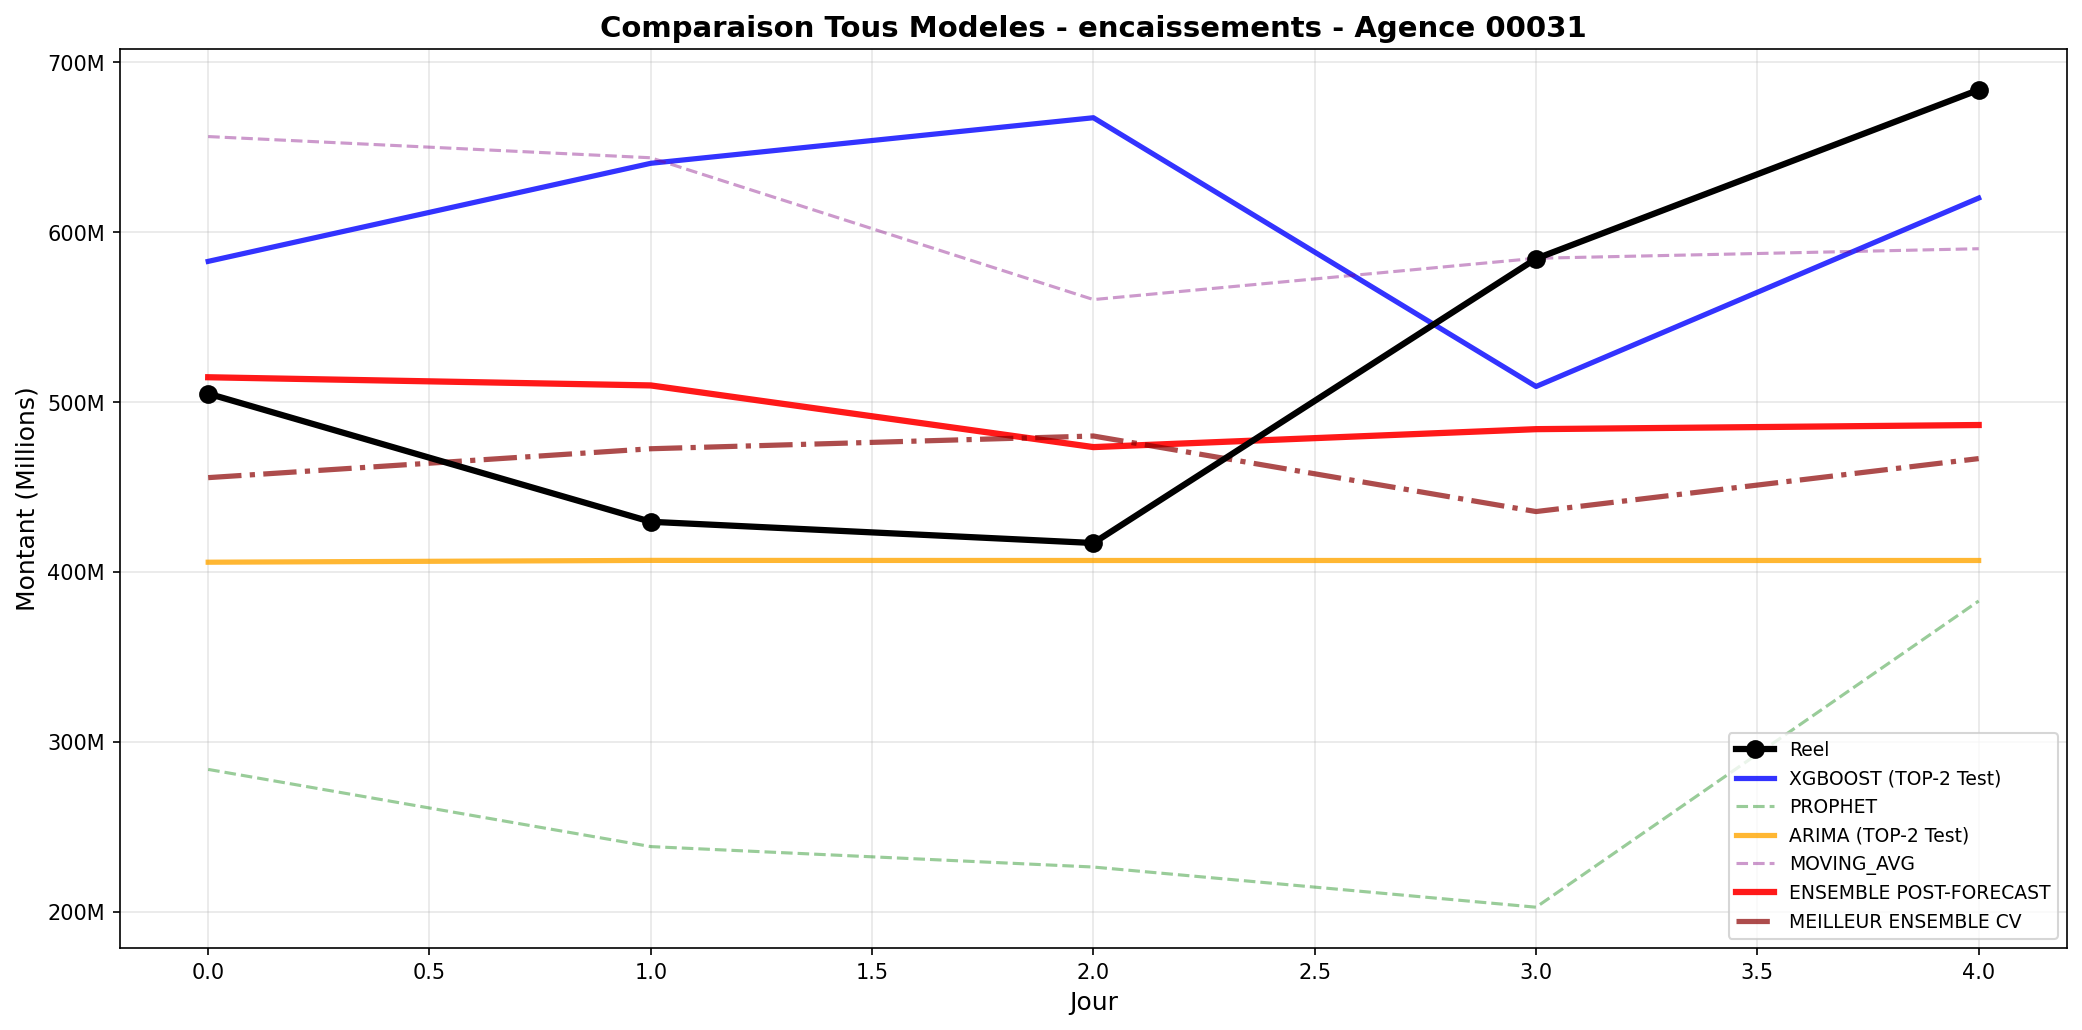 Comparaison Tous Modeles - encaissements - Agence 00031
Montant (Millions)
700M
600M
500M
400M
300M
200M
0.0 0.5 1.0 1.5 2.0 2.5 3.0 3.5 4.0
Jour
Reel
XGBOOST (TOP-2 Test)
PROPHET
ARIMA (TOP-2 Test)
MOVING_AVG
ENSEMBLE POST-FORECAST
MEILLEUR ENSEMBLE CV